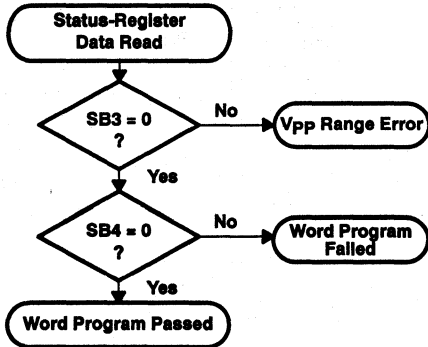 Status-Register
Data Read
SB3 = 0
?
No
VPP Range Error
Yes
SB4 = 0
?
No
Word Program
Failed
Yes
Word Program Passed